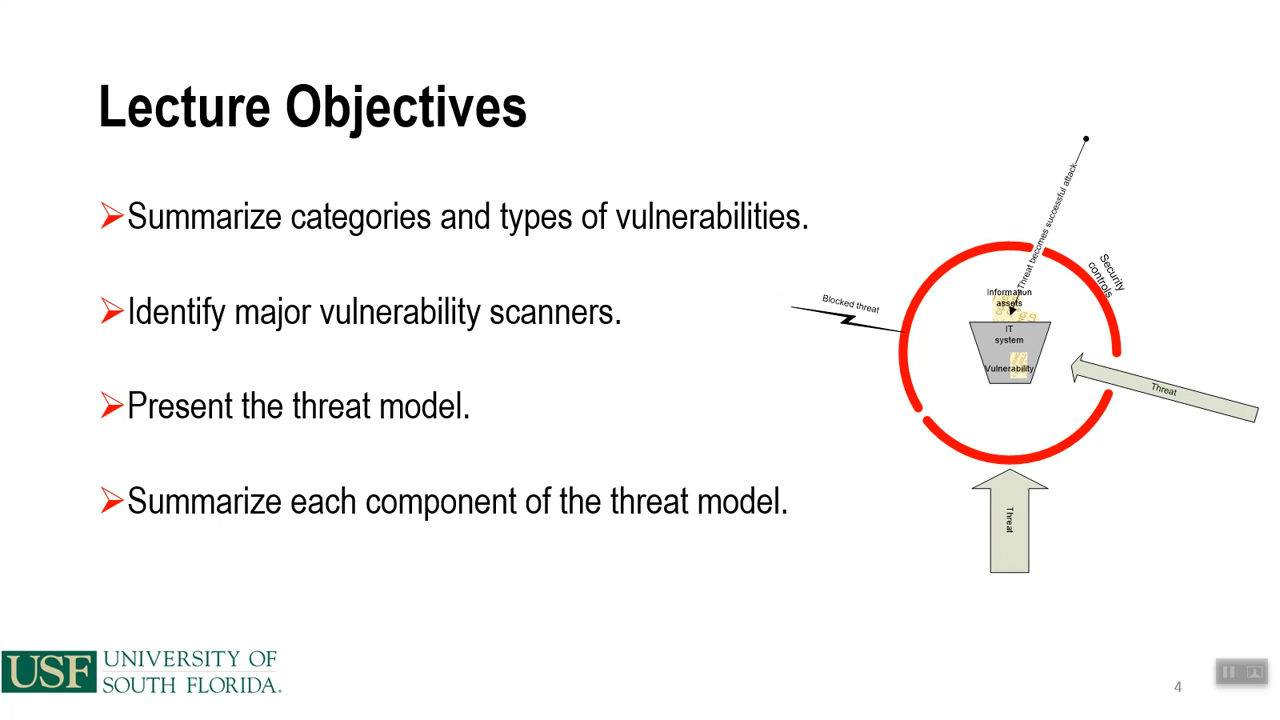 Lecture Objectives
Summarize categories and types of vulnerabilities.
Identify major vulnerability scanners.
Present the threat model.
Summarize each component of the threat model.
Threat becomes successful attack
Security
controls
Blocked threat
Information
assets
IT
system
Vulnerability
Threat
Threat
USF UNIVERSITY OF
SOUTH FLORIDA.
4